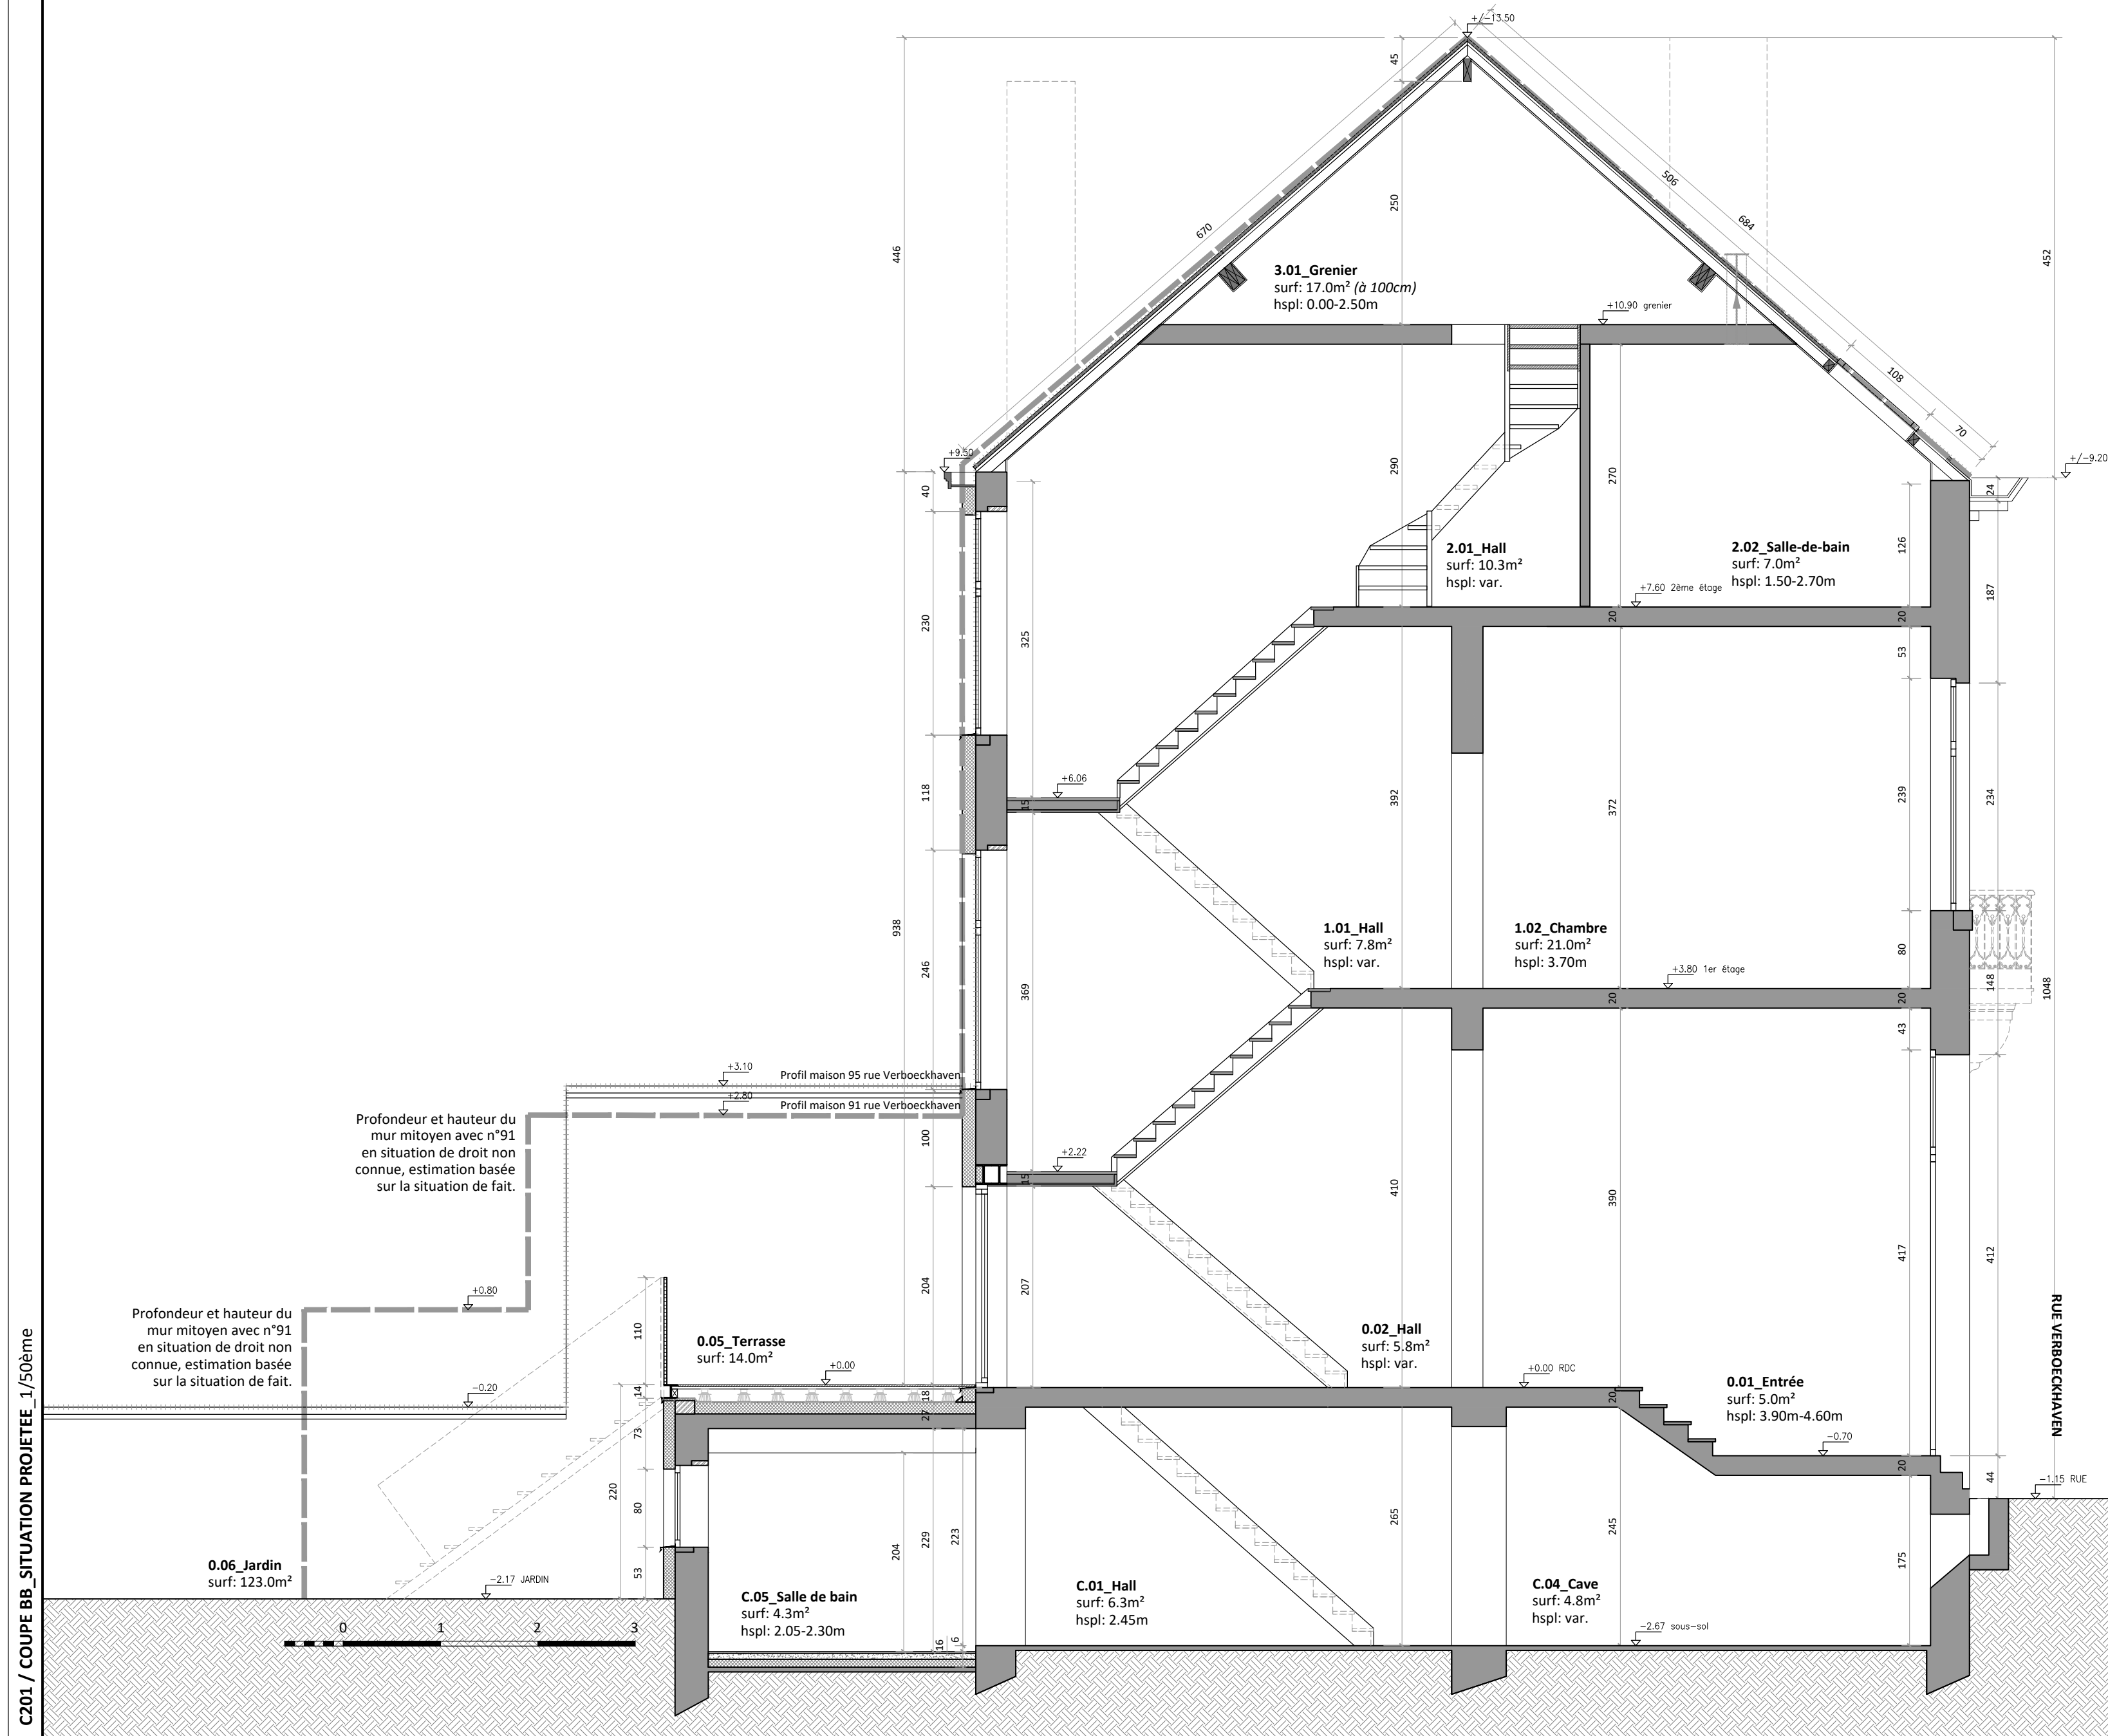 C201 / COUPE BB_SITUATION PROJETEE_1/50ème
+/-13.50
45
250
670
506
684
108
70
446
452
3.01_Grenier
surf: 17.0m² (à 100cm)
hspl: 0.00-2.50m
+10.90 grenier
+9.50
+/-9.20
40
230
118
246
100
204
938
325
290
270
24
126
187
2.01_Hall
surf: 10.3m²
hspl: var.
2.02_Salle-de-bain
surf: 7.0m²
hspl: 1.50-2.70m
+7.60 2ème étage
20
20
53
+6.06
15
392
372
239
234
369
1.01_Hall
surf: 7.8m²
hspl: var.
1.02_Chambre
surf: 21.0m²
hspl: 3.70m
80
148
1048
+3.80 1er étage
20
20
43
+3.10
Profil maison 95 rue Verboeckhaven
+2.80
Profil maison 91 rue Verboeckhaven
Profondeur et hauteur du
mur mitoyen avec n°91
en situation de droit non
connue, estimation basée
sur la situation de fait.
+2.22
15
410
390
417
412
207
+0.80
Profondeur et hauteur du
mur mitoyen avec n°91
en situation de droit non
connue, estimation basée
sur la situation de fait.
110
0.05_Terrasse
surf: 14.0m²
+0.00
0.02_Hall
surf: 5.8m²
hspl: var.
+0.00 RDC
0.01_Entrée
surf: 5.0m²
hspl: 3.90m-4.60m
RUE VERBOECKHAVEN
-0.20
14
18
27
20
73
-0.70
20
44
-1.15 RUE
220
80
53
204
229
223
265
245
175
0.06_Jardin
surf: 123.0m²
-2.17 JARDIN
C.05_Salle de bain
surf: 4.3m²
hspl: 2.05-2.30m
C.01_Hall
surf: 6.3m²
hspl: 2.45m
C.04_Cave
surf: 4.8m²
hspl: var.
-2.67 sous-sol
16
6
0
1
2
3